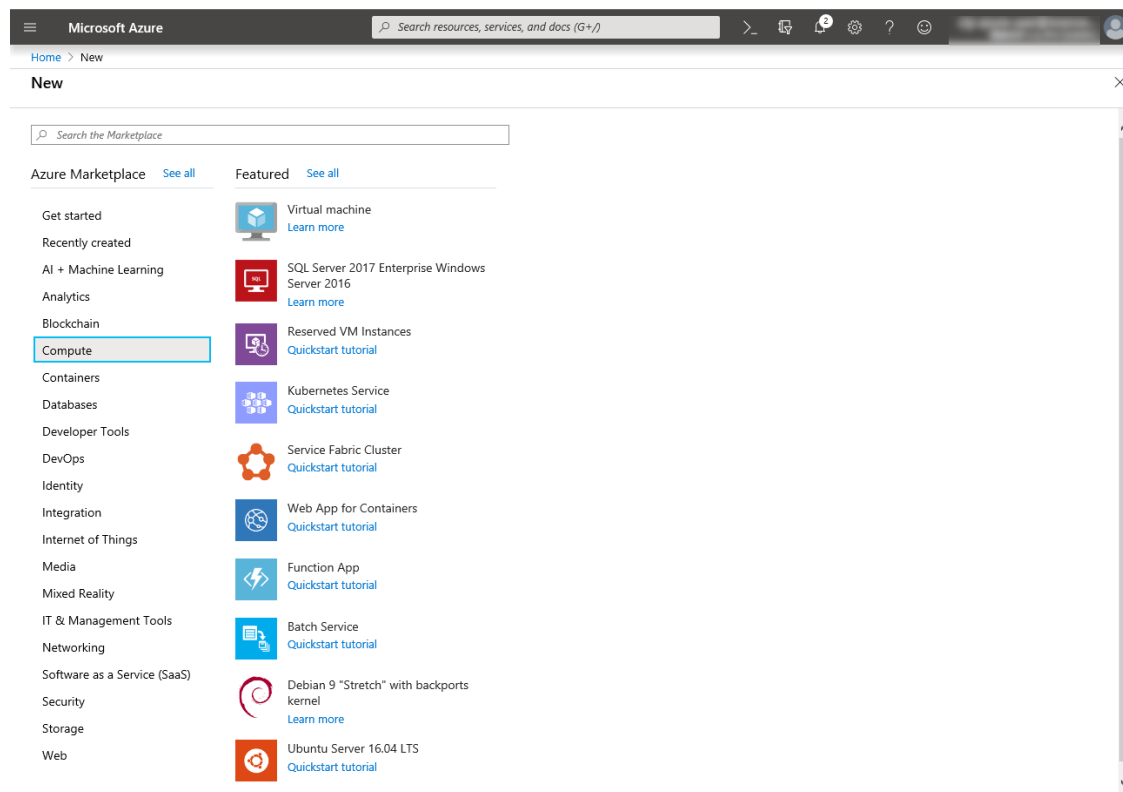 Microsoft Azure
Search resources, services, and docs (G+/)
2
Home > New
New
Search the Marketplace
Azure Marketplace See all
Get started
Recently created
AI + Machine Learning
Analytics
Blockchain
Compute
Containers
Databases
Developer Tools
DevOps
Identity
Integration
Internet of Things
Media
Mixed Reality
IT & Management Tools
Networking
Software as a Service (SaaS)
Security
Storage
Web
Featured See all
Virtual machine
Learn more
SQL
SQL Server 2017 Enterprise Windows
Server 2016
Learn more
Reserved VM Instances
Quickstart tutorial
Kubernetes Service
Quickstart tutorial
Service Fabric Cluster
Quickstart tutorial
Web App for Containers
Quickstart tutorial
Function App
Quickstart tutorial
Batch Service
Quickstart tutorial
Debian 9 "Stretch" with backports
kernel
Learn more
Ubuntu Server 16.04 LTS
Quickstart tutorial